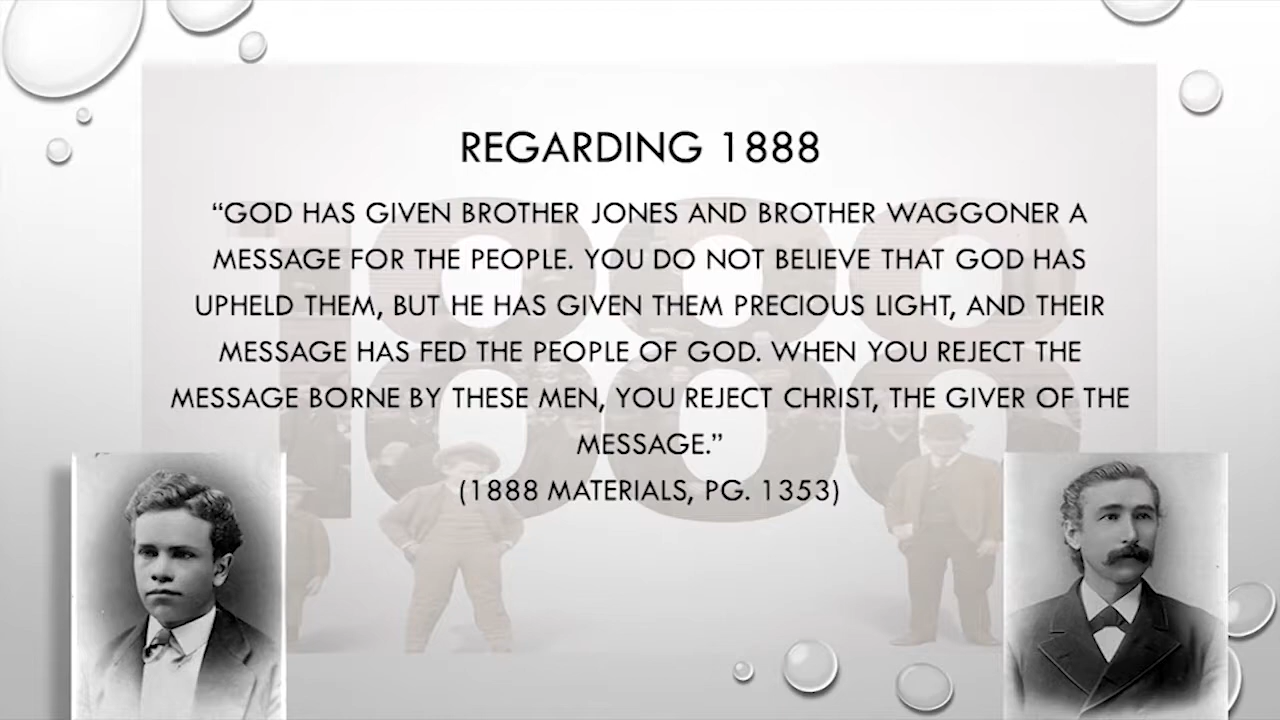 REGARDING 1888
“GOD HAS GIVEN BROTHER JONES AND BROTHER WAGGONER A
MESSAGE FOR THE PEOPLE. YOU DO NOT BELIEVE THAT GOD HAS
UPHELD THEM, BUT HE HAS GIVEN THEM PRECIOUS LIGHT, AND THEIR
MESSAGE HAS FED THE PEOPLE OF GOD. WHEN YOU REJECT THE
MESSAGE BORNE BY THESE MEN, YOU REJECT CHRIST, THE GIVER OF THE
MESSAGE.”
(1888 MATERIALS, PG. 1353)
1888